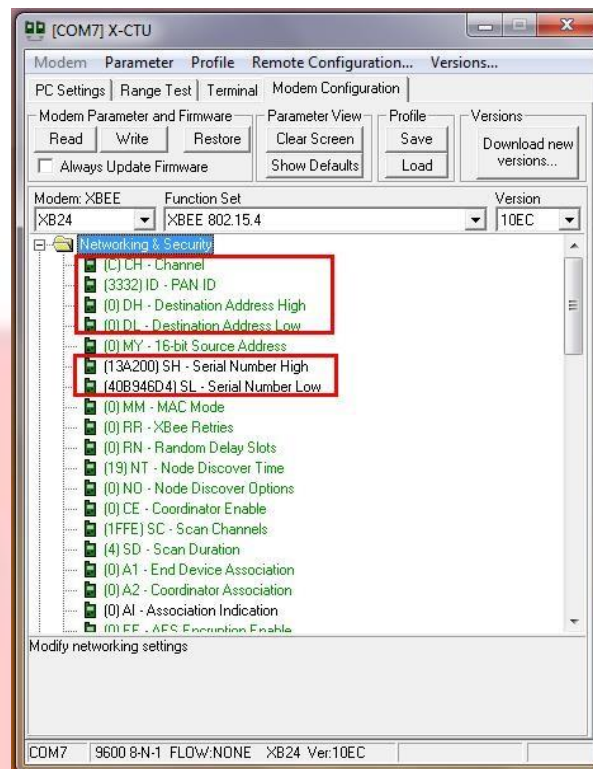 [COM7] X-CTU
Modem Parameter Profile Remote Configuration... Versions...
PC Settings Range Test Terminal Modem Configuration
Modem Parameter and Firmware Parameter View Profile Versions
Read Write Restore Clear Screen Save Download new versions...
Always Update Firmware Show Defaults Load
Modem: XBEE Function Set Version
XB24 XBEE 802.15.4 10EC
Networking & Security
(C) CH - Channel
(3332) ID - PAN ID
(0) DH - Destination Address High
(0) DL - Destination Address Low
(0) MY - 16-bit Source Address
(13A200) SH - Serial Number High
(40B946D4) SL - Serial Number Low
(0) MM - MAC Mode
(0) RR - XBee Retries
(0) RN - Random Delay Slots
(19) NT - Node Discover Time
(0) NO - Node Discover Options
(0) CE - Coordinator Enable
(1FFE) SC - Scan Channels
(4) SD - Scan Duration
(0) A1 - End Device Association
(0) A2 - Coordinator Association
(0) AI - Association Indication
(0) EE - AES Encryption Enable
Modify networking settings
COM7 9600 8-N-1 FLOW:NONE XB24 Ver:10EC